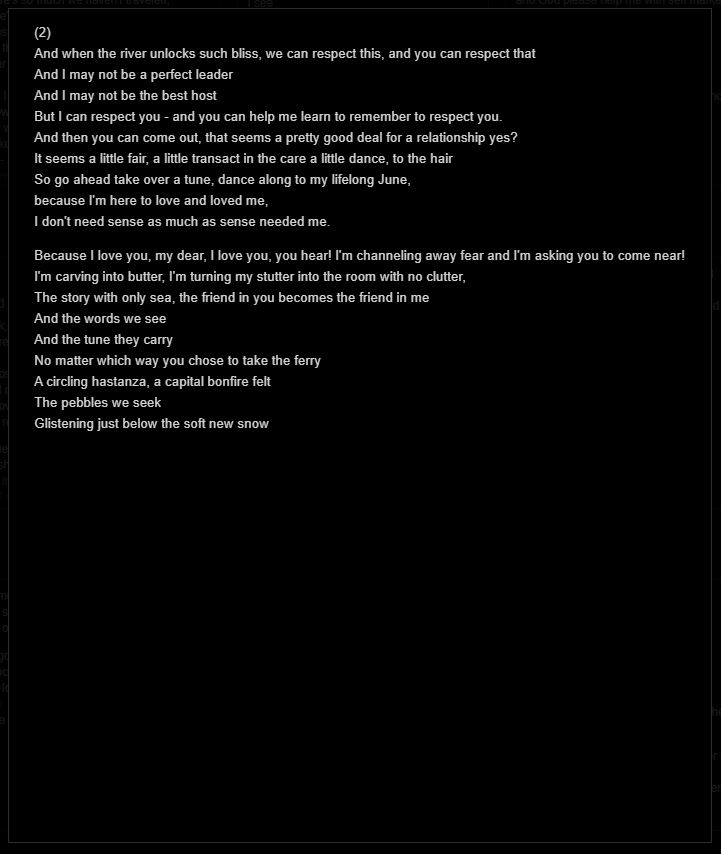 (2)
And when the river unlocks such bliss, we can respect this, and you can respect that
And I may not be a perfect leader
And I may not be the best host
But I can respect you - and you can help me learn to remember to respect you.
And then you can come out, that seems a pretty good deal for a relationship yes?
It seems a little fair, a little transact in the care a little dance, to the hair
So go ahead take over a tune, dance along to my lifelong June,
because I'm here to love and loved me,
I don't need sense as much as sense needed me.
Because I love you, my dear, I love you, you hear! I'm channeling away fear and I'm asking you to come near!
I'm carving into butter, I'm turning my stutter into the room with no clutter,
The story with only sea, the friend in you becomes the friend in me
And the words we see
And the tune they carry
No matter which way you chose to take the ferry
A circling hastanza, a capital bonfire felt
The pebbles we seek
Glistening just below the soft new snow